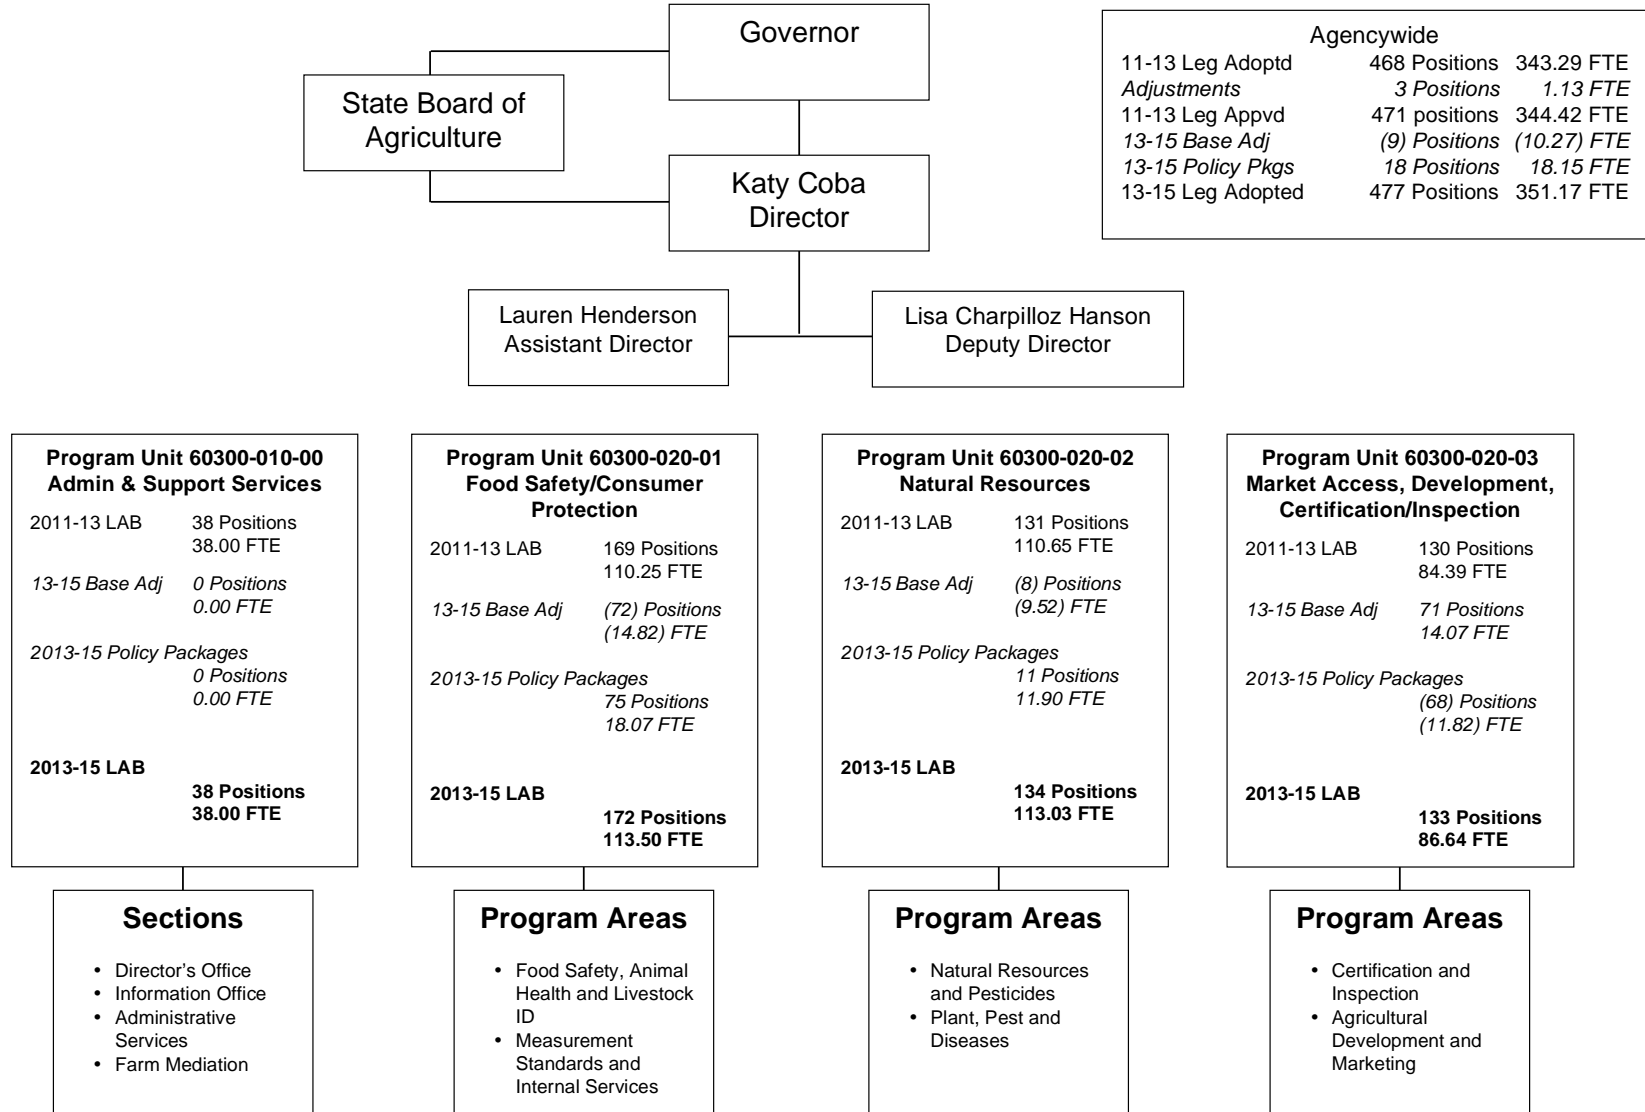 Governor
State Board of
Agriculture
Katy Coba
Director
Agencywide
11-13 Leg Adoptd 468 Positions 343.29 FTE
Adjustments 3 Positions 1.13 FTE
11-13 Leg Appvd 471 positions 344.42 FTE
13-15 Base Adj (9) Positions (10.27) FTE
13-15 Policy Pkgs 18 Positions 18.15 FTE
13-15 Leg Adopted 477 Positions 351.17 FTE
Lauren Henderson
Assistant Director
Lisa Charpilloz Hanson
Deputy Director
Program Unit 60300-010-00
Admin & Support Services
2011-13 LAB 38 Positions
38.00 FTE
13-15 Base Adj 0 Positions
0.00 FTE
2013-15 Policy Packages
0 Positions
0.00 FTE
2013-15 LAB
38 Positions
38.00 FTE
Program Unit 60300-020-01
Food Safety/Consumer
Protection
2011-13 LAB 169 Positions
110.25 FTE
13-15 Base Adj (72) Positions
(14.82) FTE
2013-15 Policy Packages
75 Positions
18.07 FTE
2013-15 LAB
172 Positions
113.50 FTE
Program Unit 60300-020-02
Natural Resources
2011-13 LAB 131 Positions
110.65 FTE
13-15 Base Adj (8) Positions
(9.52) FTE
2013-15 Policy Packages
11 Positions
11.90 FTE
2013-15 LAB
134 Positions
113.03 FTE
Program Unit 60300-020-03
Market Access, Development,
Certification/Inspection
2011-13 LAB 130 Positions
84.39 FTE
13-15 Base Adj 71 Positions
14.07 FTE
2013-15 Policy Packages
(68) Positions
(11.82) FTE
2013-15 LAB
133 Positions
86.64 FTE
Sections
• Director's Office
• Information Office
• Administrative
Services
• Farm Mediation
Program Areas
• Food Safety, Animal
Health and Livestock
ID
• Measurement
Standards and
Internal Services
Program Areas
• Natural Resources
and Pesticides
• Plant, Pest and
Diseases
Program Areas
• Certification and
Inspection
• Agricultural
Development and
Marketing